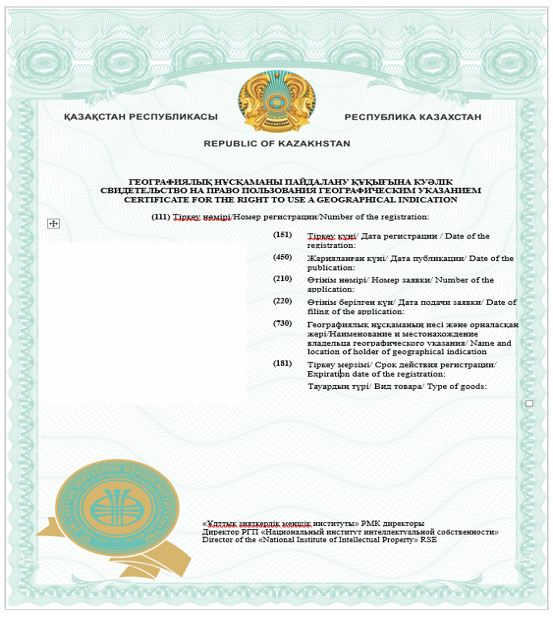 ҚАЗАҚСТАН РЕСПУБЛИКАСЫ
РЕСПУБЛИКА КАЗАХСТАН
REPUBLIC OF KAZAKHSTAN
ГЕОГРАФИЯЛЫҚ НҰСҚАМАНЫ ПАЙДАЛАНУ ҚҰҚЫҒЫНА КУӘЛІК
СВИДЕТЕЛЬСТВО НА ПРАВО ПОЛЬЗОВАНИЯ ГЕОГРАФИЧЕСКИМ УКАЗАНИЕМ
CERTIFICATE FOR THE RIGHT TO USE A GEOGRAPHICAL INDICATION
(111) Тіркеу нөмірі/Номер регистрации/Number of the registration:
(151) Тіркеу күні/ Дата регистрации / Date of the
registration:
(450) Жарияланған күні/ Дата публикации/ Date of the
publication:
(210) Өтінім нөмірі/ Номер заявки/ Number of the
application:
(220) Өтінім берілген күн/ Дата подачи заявки/ Date of
filing of the application:
(730) Географиялық нұсқаманың иесі және орналасқан
жері/Наименование и местонахождение
владельца географического указания/ Name and
location of holder of geographical indication
(181) Тіркеу мерзімі/ Срок действия регистрации/
Expiration date of the registration:
Тауардың түрі/ Вид товара/ Type of goods:
«Ұлттық зияткерлік меншік институты» РМК директоры
Директор РГП «Национальный институт интеллектуальной собственности»
Director of the «National Institute of Intellectual Property» RSE